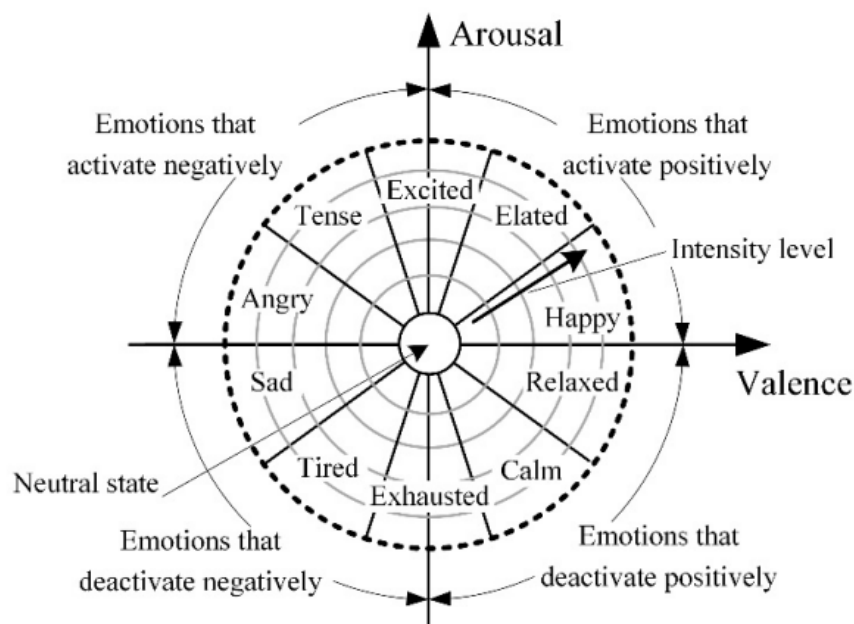 Arousal
Emotions that
activate negatively
Emotions that
activate positively
Excited
Tense
Elated
Intensity level
Angry
Happy
Sad
Relaxed
Valence
Neutral state
Tired
Calm
Exhausted
Emotions that
deactivate negatively
Emotions that
deactivate positively